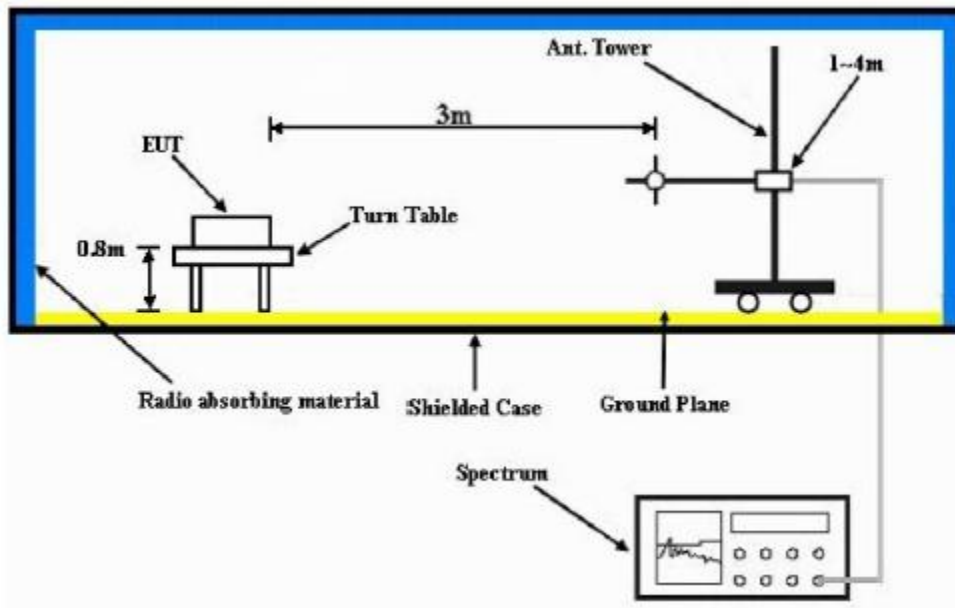 Ant. Tower
1~4m
3m
EUT
Turn Table
0.8m
Radio absorbing material
Shielded Case
Ground Plane
Spectrum